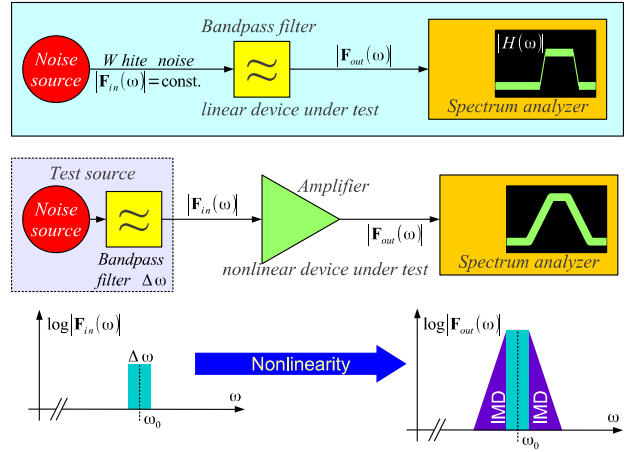 Bandpass filter
Noise source
White noise
|F_in(ω)|=const.
|F_out(ω)|
|H(ω)|
linear device under test
Spectrum analyzer
Test source
Noise source
Bandpass filter Δω
|F_in(ω)|
Amplifier
|F_out(ω)|
nonlinear device under test
Spectrum analyzer
log|F_in(ω)|
Δω
ω
ω₀
Nonlinearity
log|F_out(ω)|
IMD
IMD
ω
ω₀